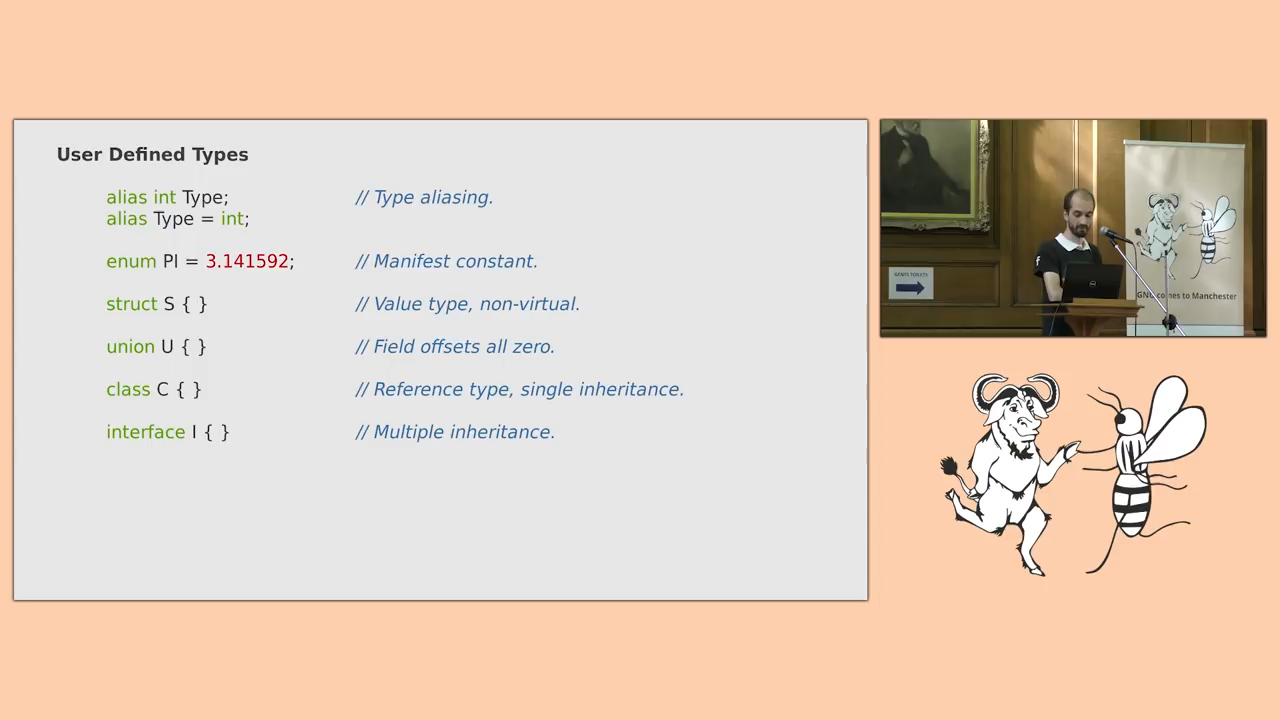 User Defined Types
alias int Type; // Type aliasing.
alias Type = int;
enum PI = 3.141592; // Manifest constant.
struct S { } // Value type, non-virtual.
union U { } // Field offsets all zero.
class C { } // Reference type, single inheritance.
interface I { } // Multiple inheritance.
GENTS TOILETS
GNU comes to Manchester